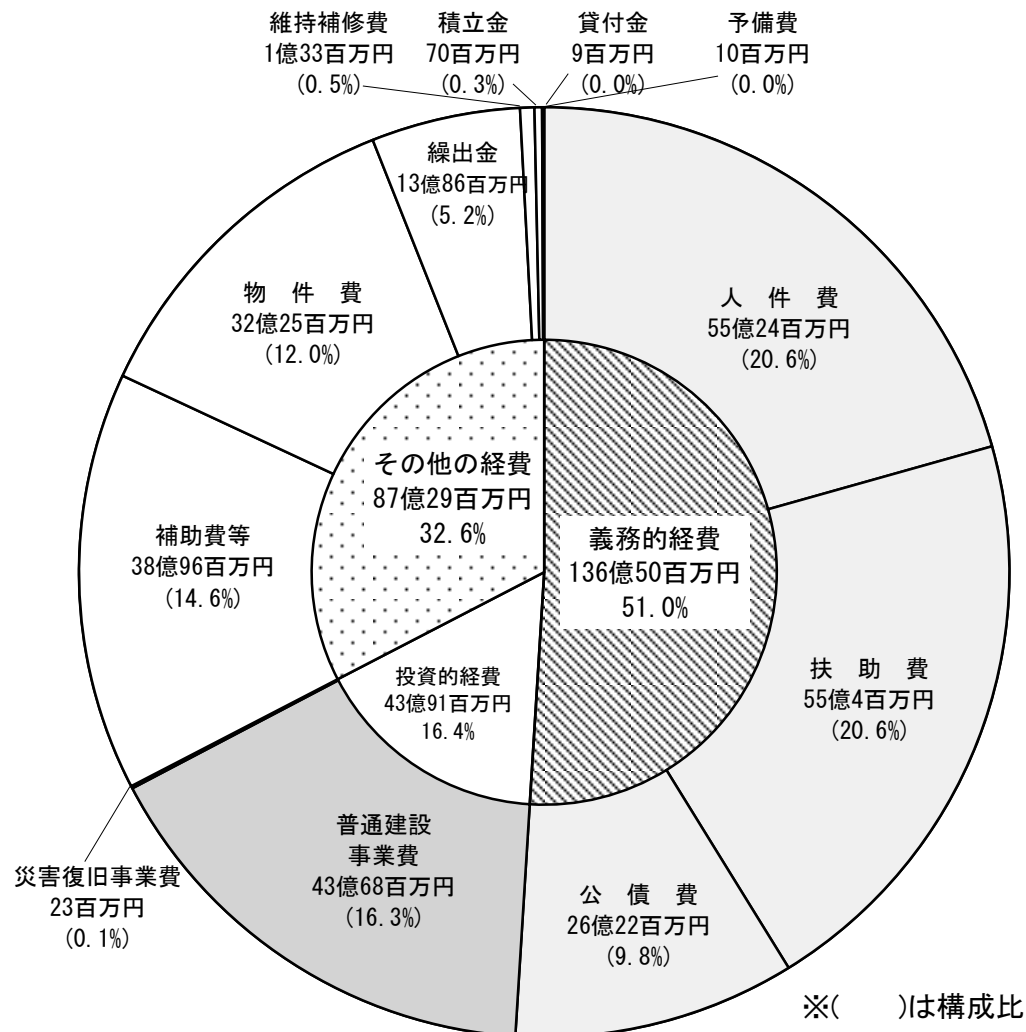 維持補修費
1億33百万円
(0.5%)
積立金
70百万円
(0.3%)
貸付金
9百万円
(0.0%)
予備費
10百万円
(0.0%)
繰出金
13億86百万円
(5.2%)
物 件 費
32億25百万円
(12.0%)
人 件 費
55億24百万円
(20.6%)
その他の経費
87億29百万円
32.6%
義務的経費
136億50百万円
51.0%
補助費等
38億96百万円
(14.6%)
投資的経費
43億91百万円
16.4%
扶 助 費
55億4百万円
(20.6%)
普通建設
事業費
43億68百万円
(16.3%)
災害復旧事業費
23百万円
(0.1%)
公 債 費
26億22百万円
(9.8%)
※( )は構成比